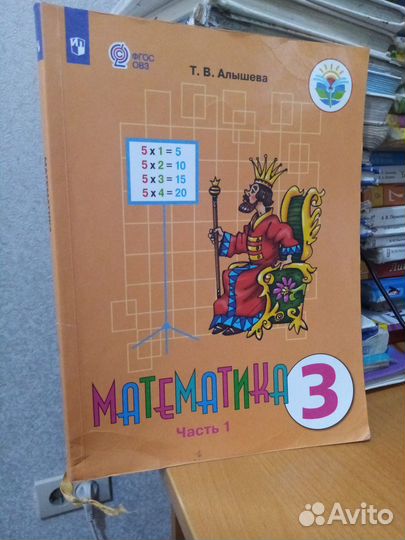 ФГОС
ОВЗ
Т. В. Алышева
5 x 1 = 5
5 x 2 = 10
5 x 3 = 15
5 x 4 = 20
МАТЕМАТИКА 3
Часть 1
Avito